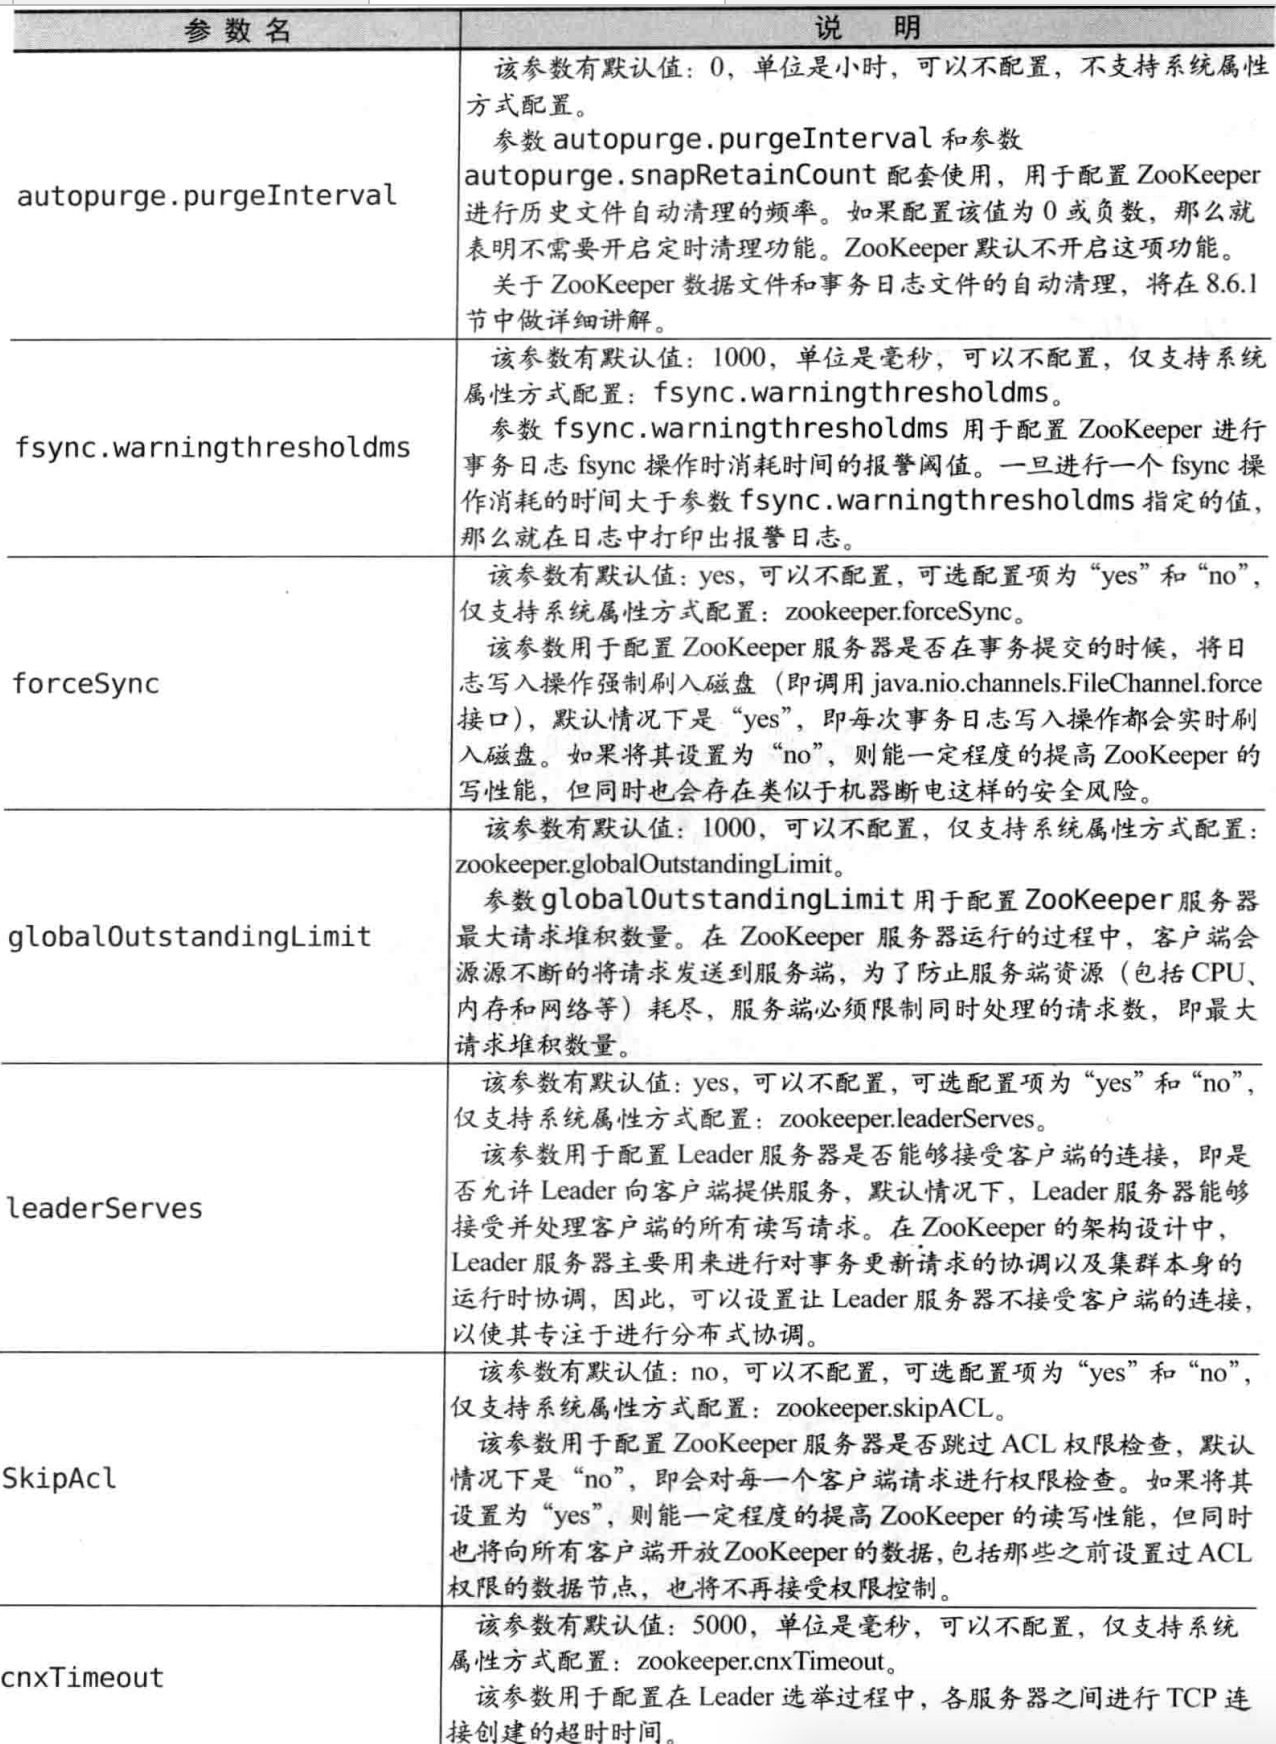 参数名	说 明
autopurge.purgeInterval
该参数有默认值：0，单位是小时，可以不配置，不支持系统属性
方式配置。
参数 autopurge.purgeInterval 和参数
autopurge.snapRetainCount 配套使用，用于配置 ZooKeeper
进行历史文件自动清理的频率。如果配置该值为 0 或负数，那么就
表明不需要开启定时清理功能。ZooKeeper 默认不开启这项功能。
关于 ZooKeeper 数据文件和事务日志文件的自动清理，将在 8.6.1
节中做详细讲解。
fsync.warningthresholdms
该参数有默认值：1000，单位是毫秒，可以不配置，仅支持系统
属性方式配置：fsync.warningthresholdms。
参数 fsync.warningthresholdms 用于配置 ZooKeeper 进行
事务日志 fsync 操作时消耗时间的报警阈值。一旦进行一个 fsync 操
作消耗的时间大于参数 fsync.warningthresholdms 指定的值，
那么就在日志中打印出报警日志。
forceSync
该参数有默认值：yes，可以不配置，可选配置项为“yes”和“no”，
仅支持系统属性方式配置：zookeeper.forceSync。
该参数用于配置 ZooKeeper 服务器是否在事务提交的时候，将日
志写入操作强制刷入磁盘（即调用 java.nio.channels.FileChannel.force
接口），默认情况下是“yes”，即每次事务日志写入操作都会实时刷
入磁盘。如果将其设置为“no”，则能一定程度的提高 ZooKeeper 的
写性能，但同时也会存在类似于机器断电这样的安全风险。
globalOutstandingLimit
该参数有默认值：1000，可以不配置，仅支持系统属性方式配置：
zookeeper.globalOutstandingLimit。
参数 globalOutstandingLimit 用于配置 ZooKeeper 服务器
最大请求堆积数量。在 ZooKeeper 服务器运行的过程中，客户端会
源源不断的将请求发送到服务端，为了防止服务端资源（包括 CPU、
内存和网络等）耗尽，服务端必须限制同时处理的请求数，即最大
请求堆积数量。
leaderServes
该参数有默认值：yes，可以不配置，可选配置项为“yes”和“no”，
仅支持系统属性方式配置：zookeeper.leaderServes。
该参数用于配置 Leader 服务器是否能够接受客户端的连接，即是
否允许 Leader 向客户端提供服务，默认情况下，Leader 服务器能够
接受并处理客户端的所有读写请求。在 ZooKeeper 的架构设计中，
Leader 服务器主要用来进行对事务更新请求的协调以及集群本身的
运行时协调，因此，可以设置让 Leader 服务器不接受客户端的连接，
以使其专注于进行分布式协调。
SkipAcl
该参数有默认值：no，可以不配置，可选配置项为“yes”和“no”，
仅支持系统属性方式配置：zookeeper.skipACL。
该参数用于配置 ZooKeeper 服务器是否跳过 ACL 权限检查，默认
情况下是“no”，即会对每一个客户端请求进行权限检查。如果将其
设置为“yes”，则能一定程度的提高 ZooKeeper 的读写性能，但同时
也将向所有客户端开放 ZooKeeper 的数据，包括那些之前设置过 ACL
权限的数据节点，也将不再接受权限控制。
cnxTimeout
该参数有默认值：5000，单位是毫秒，可以不配置，仅支持系统
属性方式配置：zookeeper.cnxTimeout。
该参数用于配置在 Leader 选举过程中，各服务器之间进行 TCP 连
接创建的超时时间。